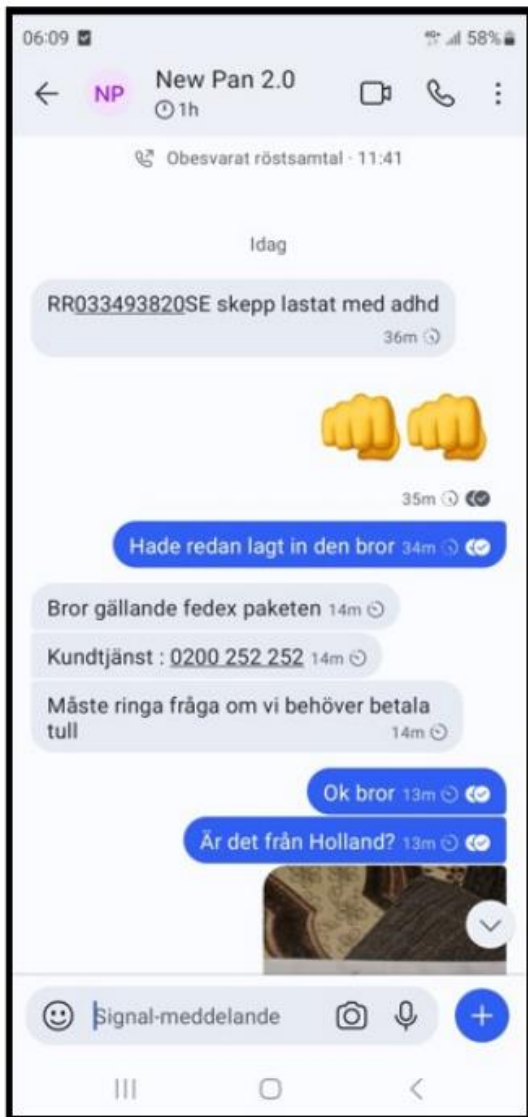 06:09 58%
NP New Pan 2.0
1h
Obesvarat röstsamtal · 11:41
Idag
RR033493820SE skepp lastat med adhd
36m
35m
Hade redan lagt in den bror 34m
Bror gällande fedex paketen 14m
Kundtjänst : 0200 252 252 14m
Måste ringa fråga om vi behöver betala
tull 14m
Ok bror 13m
Är det från Holland? 13m
Signal-meddelande